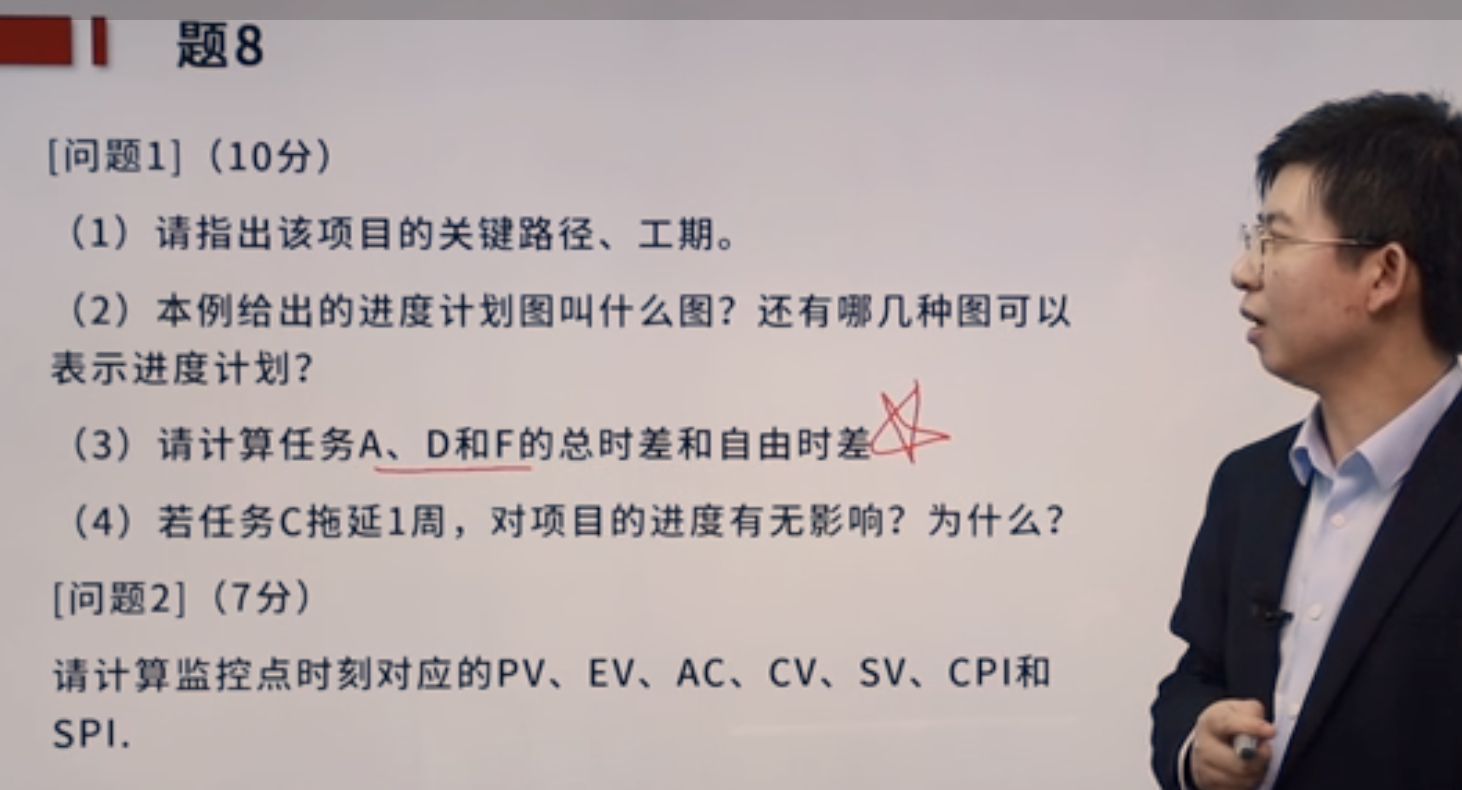 题8
[问题1]（10分）
（1）请指出该项目的关键路径、工期。
（2）本例给出的进度计划图叫什么图？还有哪几种图可以
表示进度计划？
（3）请计算任务A、D和F的总时差和自由时差
（4）若任务C拖延1周，对项目的进度有无影响？为什么？
[问题2]（7分）
请计算监控点时刻对应的PV、EV、AC、CV、SV、CPI和
SPI.